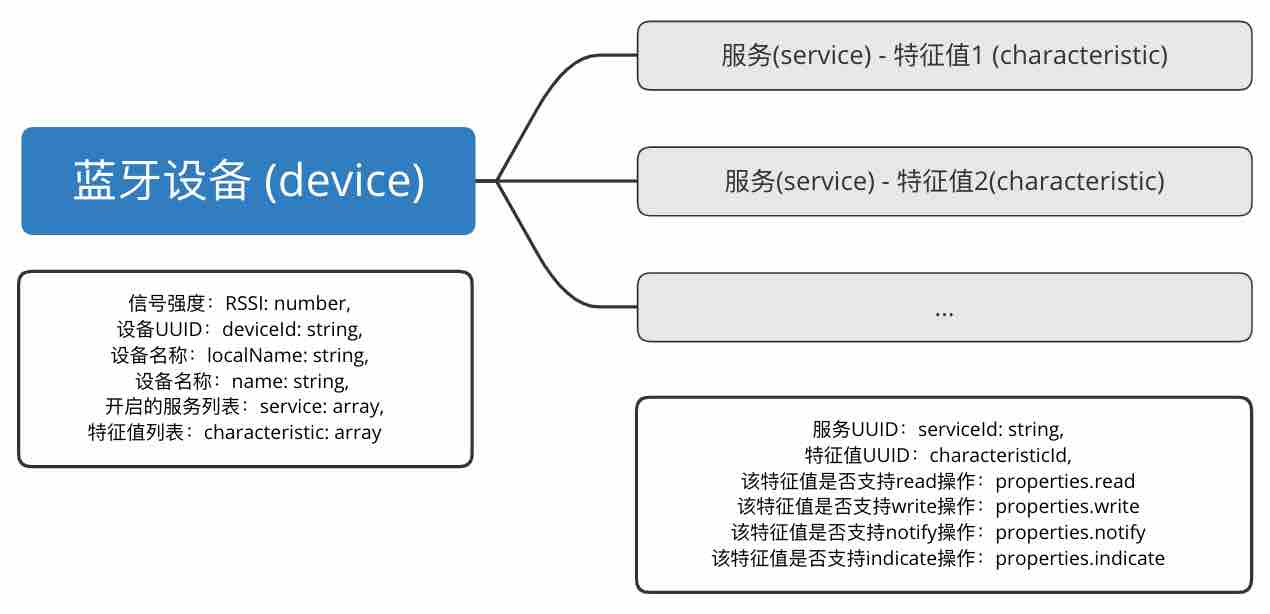 蓝牙设备 (device)
信号强度：RSSI: number,
设备UUID：deviceId: string,
设备名称：localName: string,
设备名称：name: string,
开启的服务列表：service: array,
特征值列表：characteristic: array
服务(service) - 特征值1 (characteristic)
服务(service) - 特征值2(characteristic)
...
服务UUID：serviceId: string,
特征值UUID：characteristicId,
该特征值是否支持read操作：properties.read
该特征值是否支持write操作：properties.write
该特征值是否支持notify操作：properties.notify
该特征值是否支持indicate操作：properties.indicate